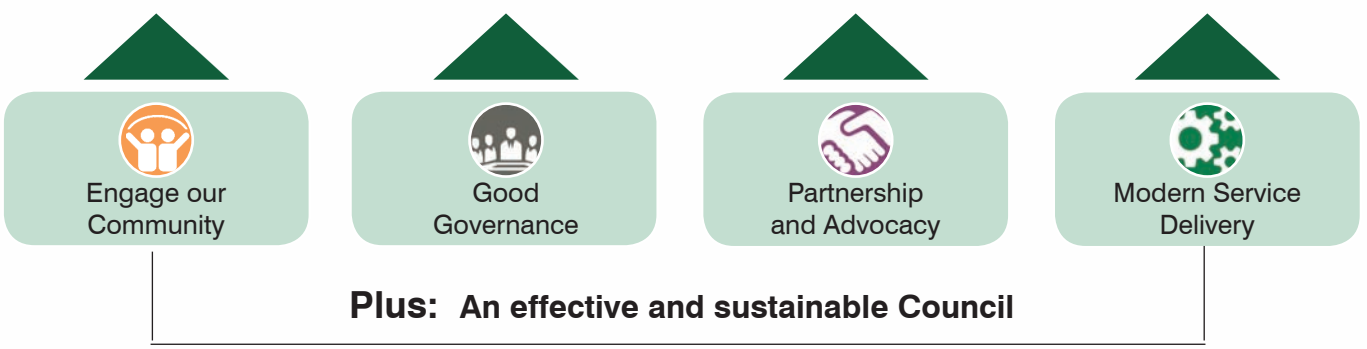 Engage our
Community
Good
Governance
Partnership
and Advocacy
Modern Service
Delivery
Plus: An effective and sustainable Council